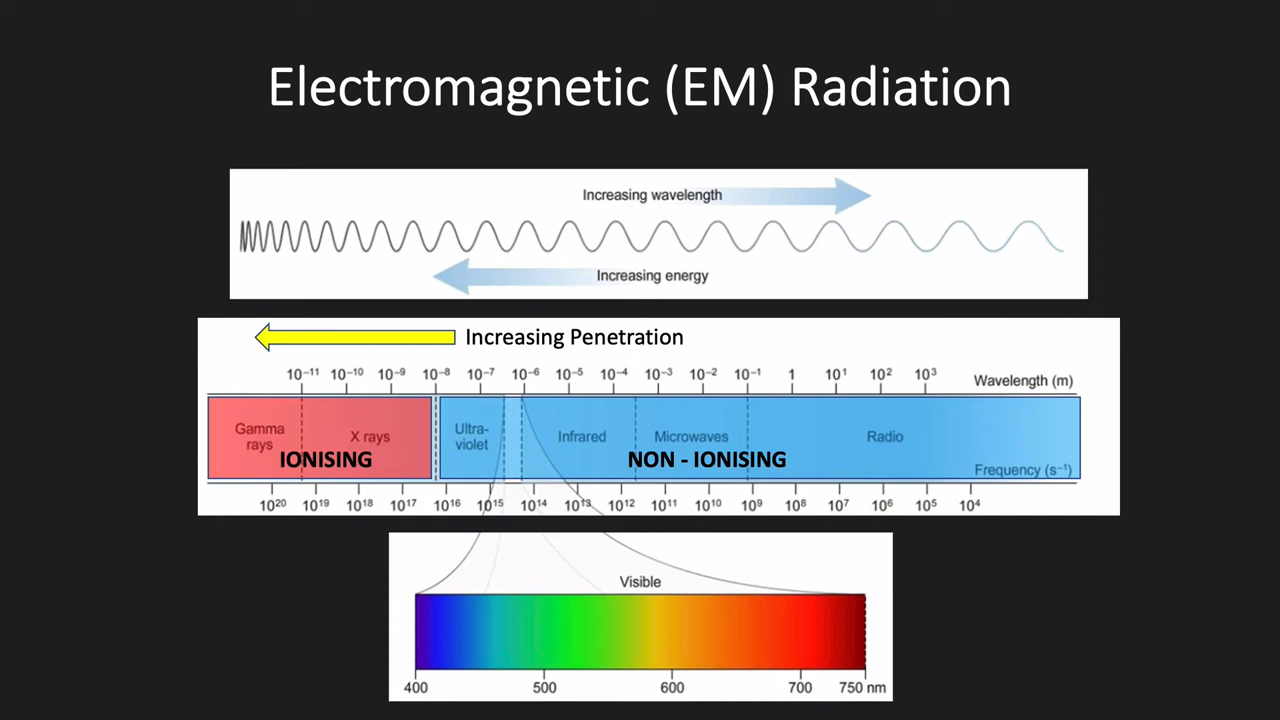 Electromagnetic (EM) Radiation
Increasing wavelength
Increasing energy
Increasing Penetration
10⁻¹¹ 10⁻¹⁰ 10⁻⁹ 10⁻⁸ 10⁻⁷ 10⁻⁶ 10⁻⁵ 10⁻⁴ 10⁻³ 10⁻² 10⁻¹ 1 10¹ 10² 10³ Wavelength (m)
Gamma rays X rays Ultra-violet Infrared Microwaves Radio
IONISING NON - IONISING
Frequency (s⁻¹)
10²⁰ 10¹⁹ 10¹⁸ 10¹⁷ 10¹⁶ 10¹⁵ 10¹⁴ 10¹³ 10¹² 10¹¹ 10¹⁰ 10⁹ 10⁸ 10⁷ 10⁶ 10⁵ 10⁴
Visible
400 500 600 700 750 nm